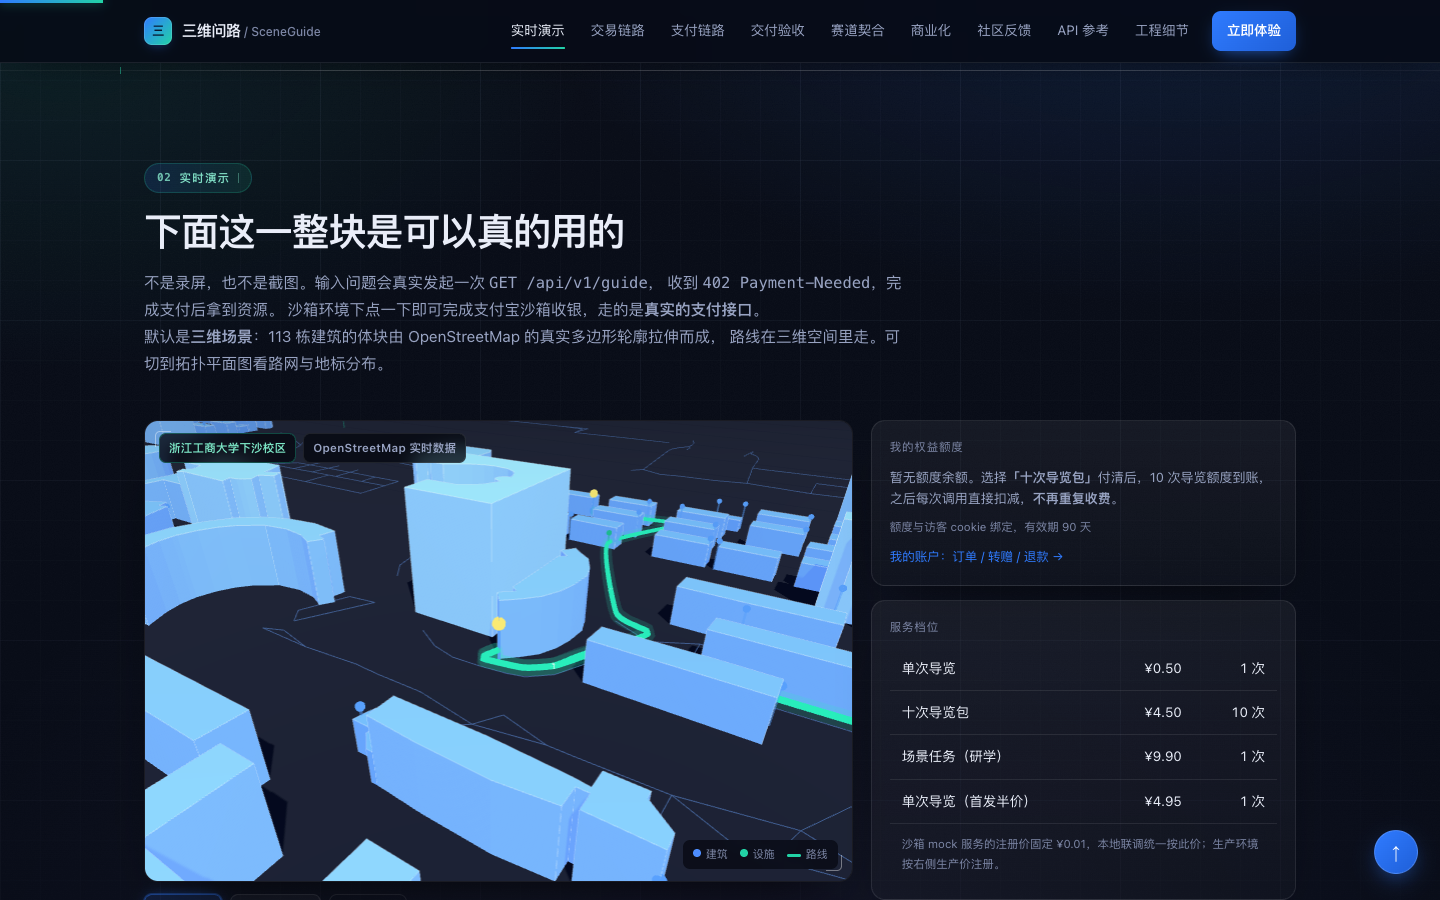 三 三维问路 / SceneGuide 实时演示 交易链路 支付链路 交付验收 赛道契合 商业化 社区反馈 API 参考 工程细节 立即体验
02 实时演示
下面这一整块是可以真的用的
不是录屏，也不是截图。输入问题会真实发起一次 GET /api/v1/guide， 收到 402 Payment-Needed，完
成支付后拿到资源。 沙箱环境下点一下即可完成支付宝沙箱收银，走的是真实的支付接口。
默认是三维场景：113 栋建筑的体块由 OpenStreetMap 的真实多边形轮廓拉伸而成， 路线在三维空间里走。可
切到拓扑平面图看路网与地标分布。
浙江工商大学下沙校区 OpenStreetMap 实时数据
建筑 设施 路线
我的权益额度
暂无额度余额。选择「十次导览包」付清后，10 次导览额度到账，
之后每次调用直接扣减，不再重复收费。
额度与访客 cookie 绑定，有效期 90 天
我的账户：订单 / 转赠 / 退款 →
服务档位
单次导览 ¥0.50 1 次
十次导览包 ¥4.50 10 次
场景任务（研学） ¥9.90 1 次
单次导览（首发半价） ¥4.95 1 次
沙箱 mock 服务的注册价固定 ¥0.01，本地联调统一按此价；生产环境
按右侧生产价注册。
↑